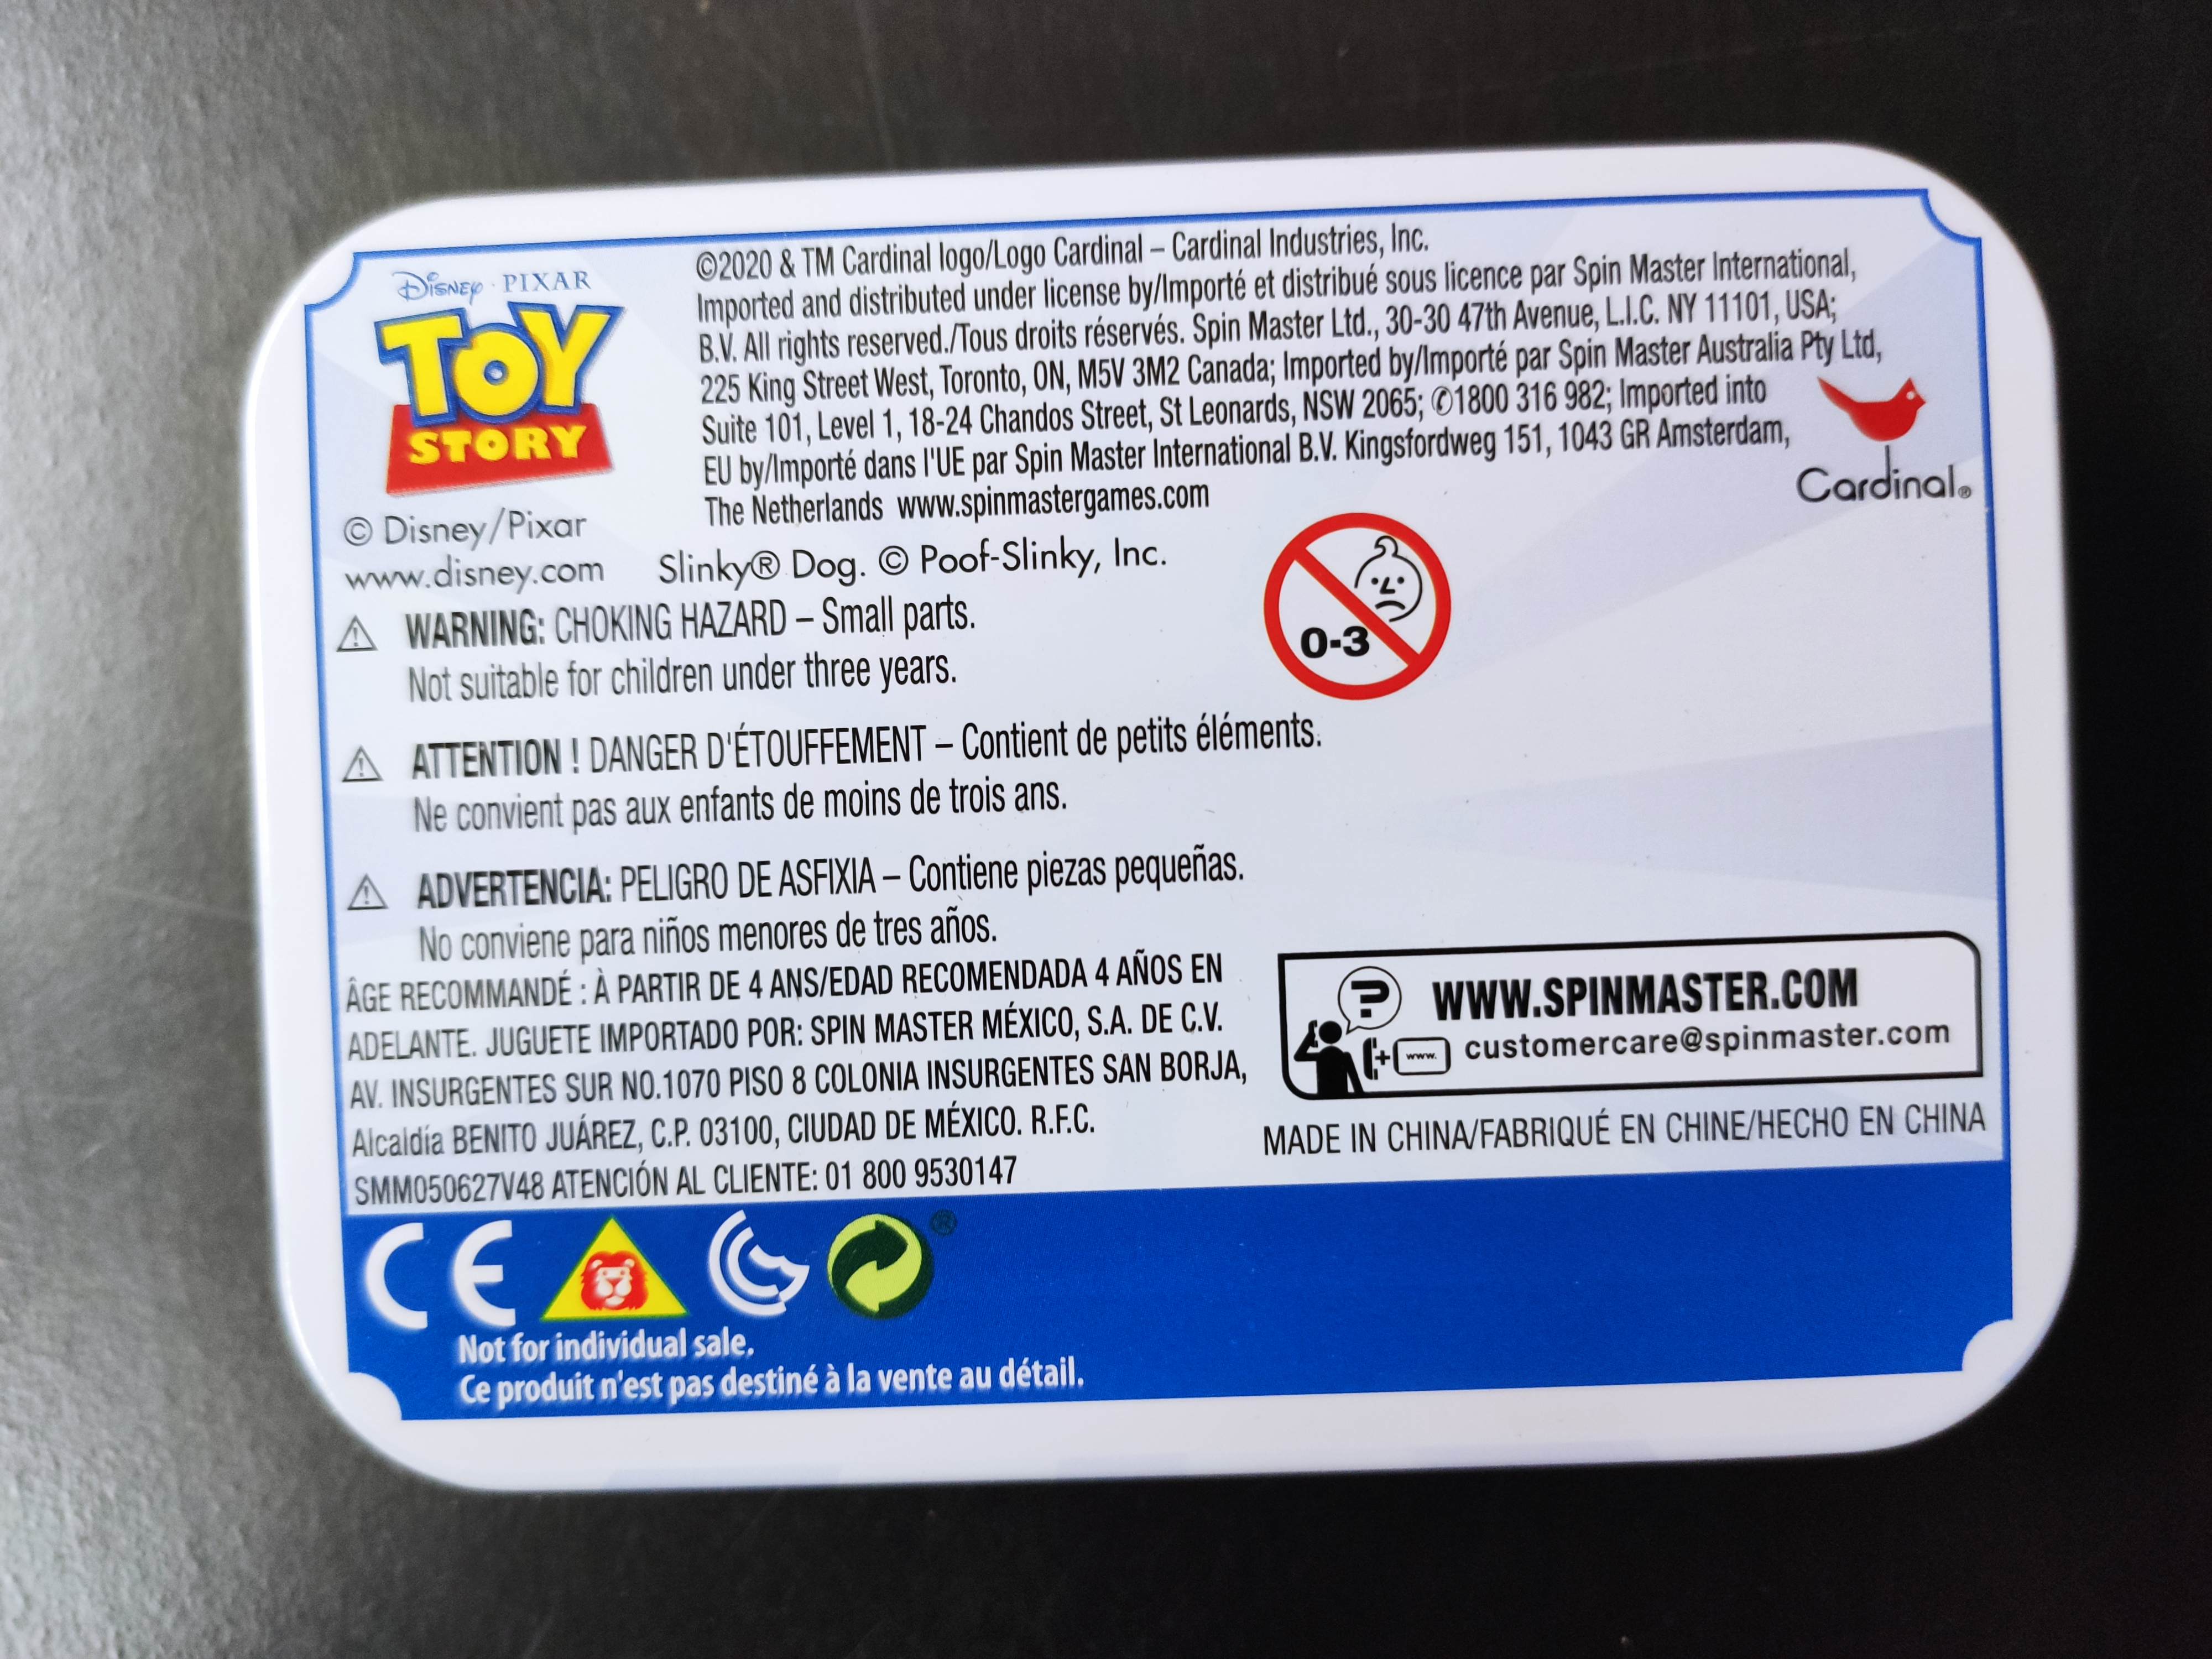 Disney · PIXAR
TOY
STORY
© Disney/Pixar
www.disney.com
©2020 & TM Cardinal logo/Logo Cardinal – Cardinal Industries, Inc.
Imported and distributed under license by/Importé et distribué sous licence par Spin Master International,
B.V. All rights reserved./Tous droits réservés. Spin Master Ltd., 30-30 47th Avenue, L.I.C. NY 11101, USA;
225 King Street West, Toronto, ON, M5V 3M2 Canada; Imported by/Importé par Spin Master Australia Pty Ltd,
Suite 101, Level 1, 18-24 Chandos Street, St Leonards, NSW 2065; ✆1800 316 982; Imported into
EU by/Importé dans l'UE par Spin Master International B.V. Kingsfordweg 151, 1043 GR Amsterdam,
The Netherlands www.spinmastergames.com
Cardinal®
Slinky® Dog. © Poof-Slinky, Inc.
0-3
⚠ WARNING: CHOKING HAZARD – Small parts.
Not suitable for children under three years.
⚠ ATTENTION ! DANGER D'ÉTOUFFEMENT – Contient de petits éléments.
Ne convient pas aux enfants de moins de trois ans.
⚠ ADVERTENCIA: PELIGRO DE ASFIXIA – Contiene piezas pequeñas.
No conviene para niños menores de tres años.
ÂGE RECOMMANDÉ : À PARTIR DE 4 ANS/EDAD RECOMENDADA 4 AÑOS EN
ADELANTE. JUGUETE IMPORTADO POR: SPIN MASTER MÉXICO, S.A. DE C.V.
AV. INSURGENTES SUR NO.1070 PISO 8 COLONIA INSURGENTES SAN BORJA,
Alcaldía BENITO JUÁREZ, C.P. 03100, CIUDAD DE MÉXICO. R.F.C.
SMM050627V48 ATENCIÓN AL CLIENTE: 01 800 9530147
?
WWW.SPINMASTER.COM
www. customercare@spinmaster.com
MADE IN CHINA/FABRIQUÉ EN CHINE/HECHO EN CHINA
CE ®
Not for individual sale.
Ce produit n'est pas destiné à la vente au détail.